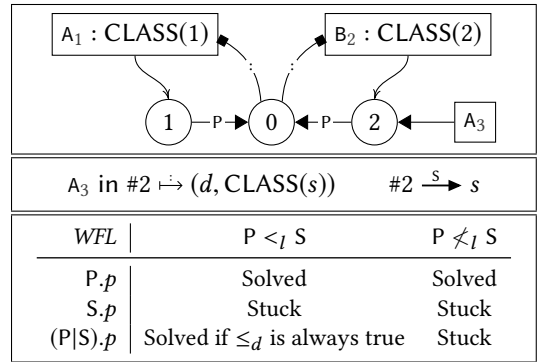 A₁ : CLASS(1) : : B₂ : CLASS(2)
1 P 0 P 2 A₃
A₃ in #2 ⟼: (d, CLASS(s)) #2 —S▶ s
WFL P <ₗ S P ≮ₗ S
P.p Solved Solved
S.p Stuck Stuck
(P|S).p Solved if ≤_d is always true Stuck